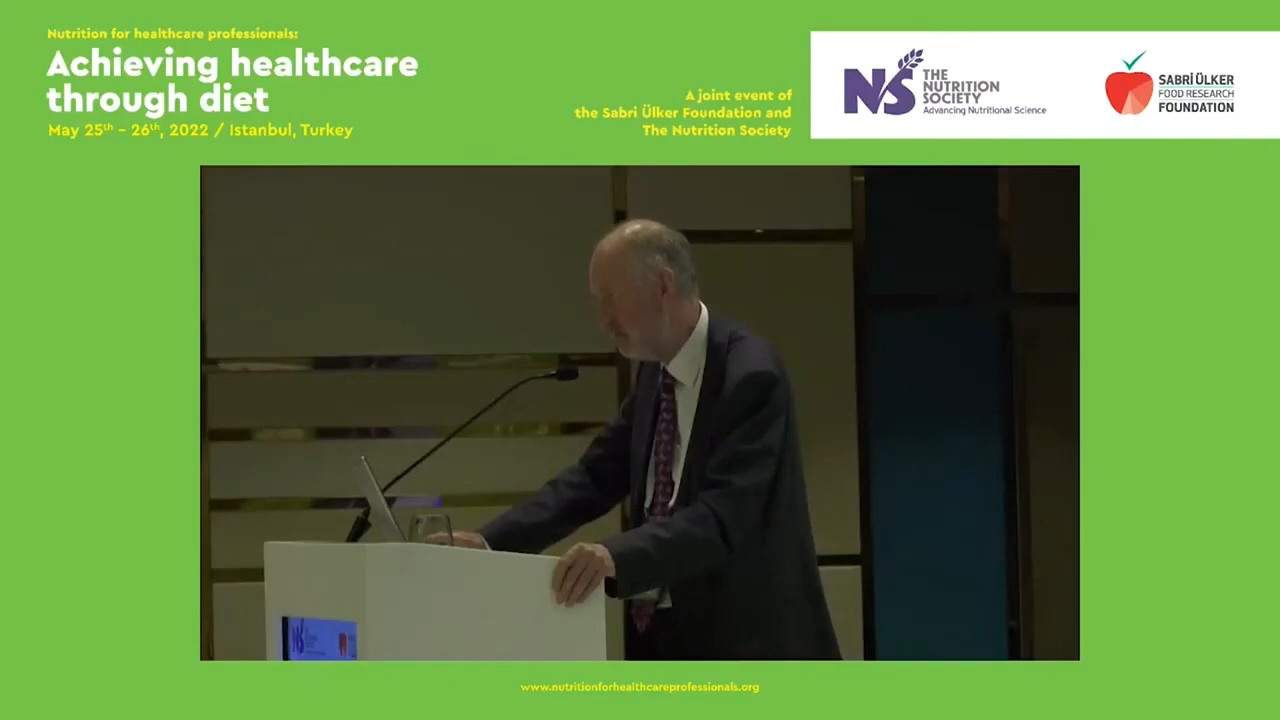 Nutrition for healthcare professionals:
Achieving healthcare
through diet
May 25th - 26th, 2022 / Istanbul, Turkey
A joint event of
the Sabri Ülker Foundation and
The Nutrition Society
NS
THE
NUTRITION
SOCIETY
Advancing Nutritional Science
SABRİ ÜLKER
FOOD RESEARCH
FOUNDATION
NS
www.nutritionforhealthcareprofessionals.org